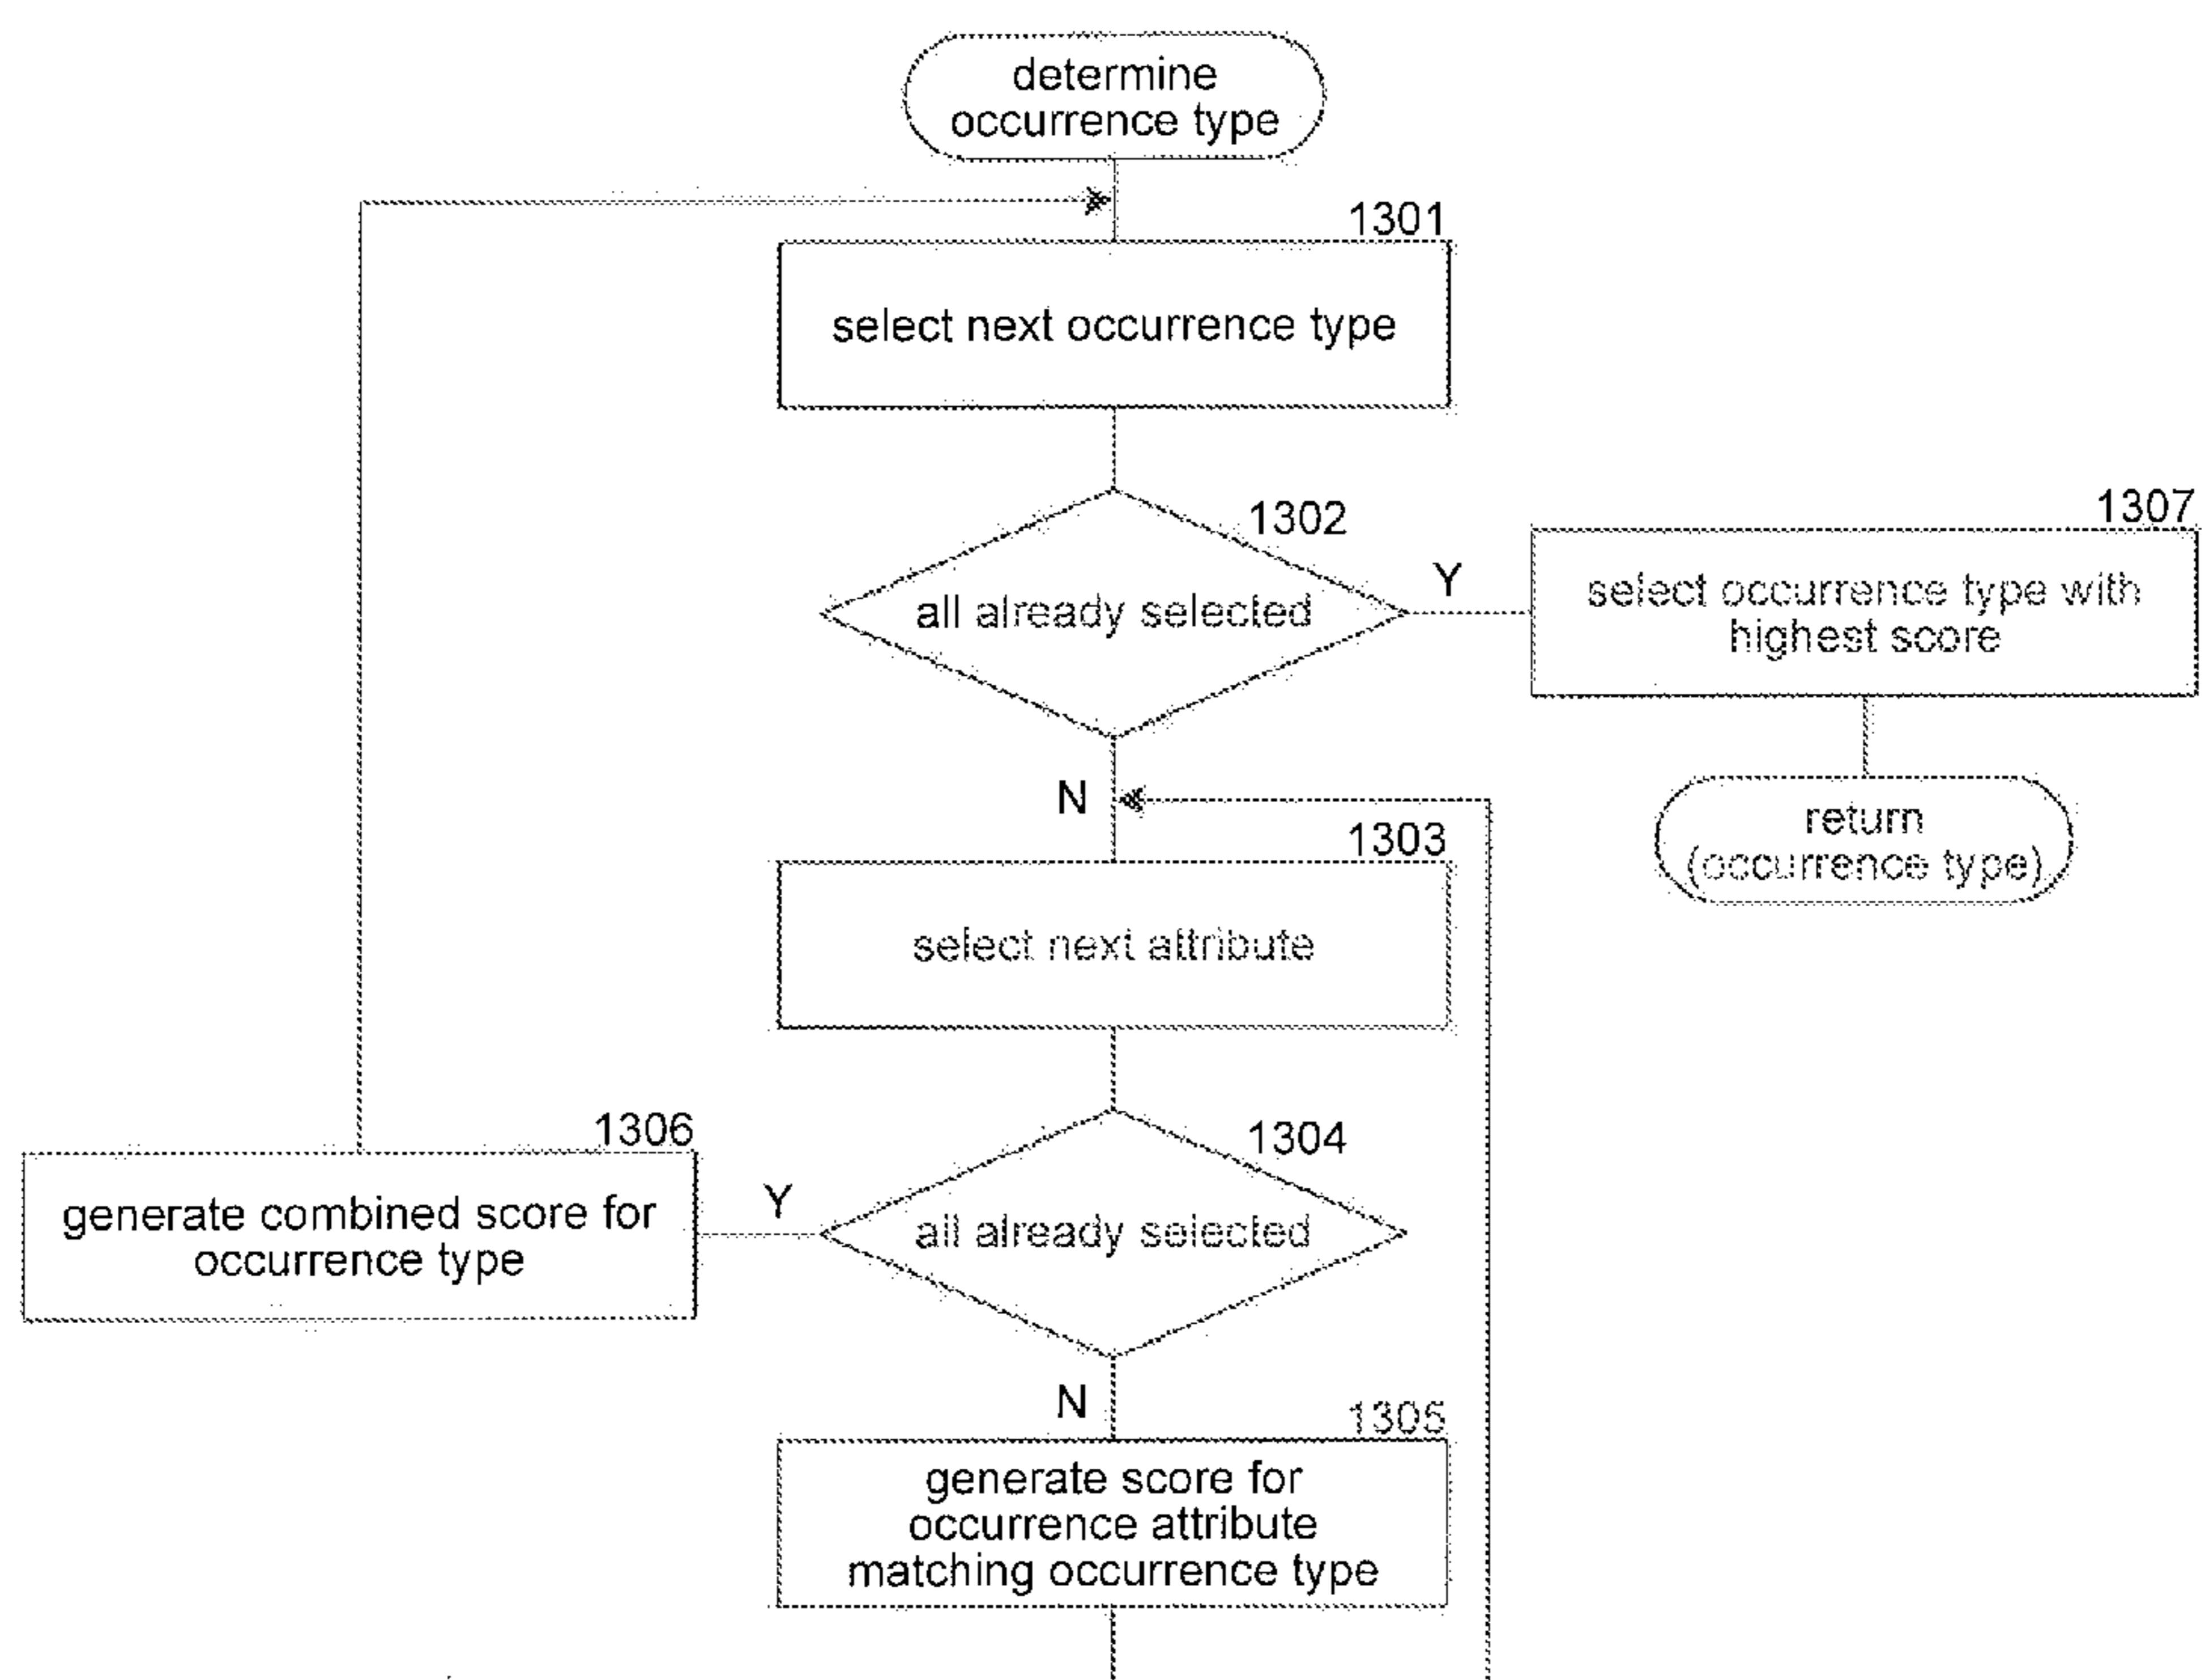 determine
occurrence type
1301
select next occurrence type
1302
all already selected
Y
1307
select occurrence type with
highest score
N
return
(occurrence type)
1303
select next attribute
1304
all already selected
Y
1306
generate combined score for
occurrence type
N
1305
generate score for
occurrence attribute
matching occurrence type